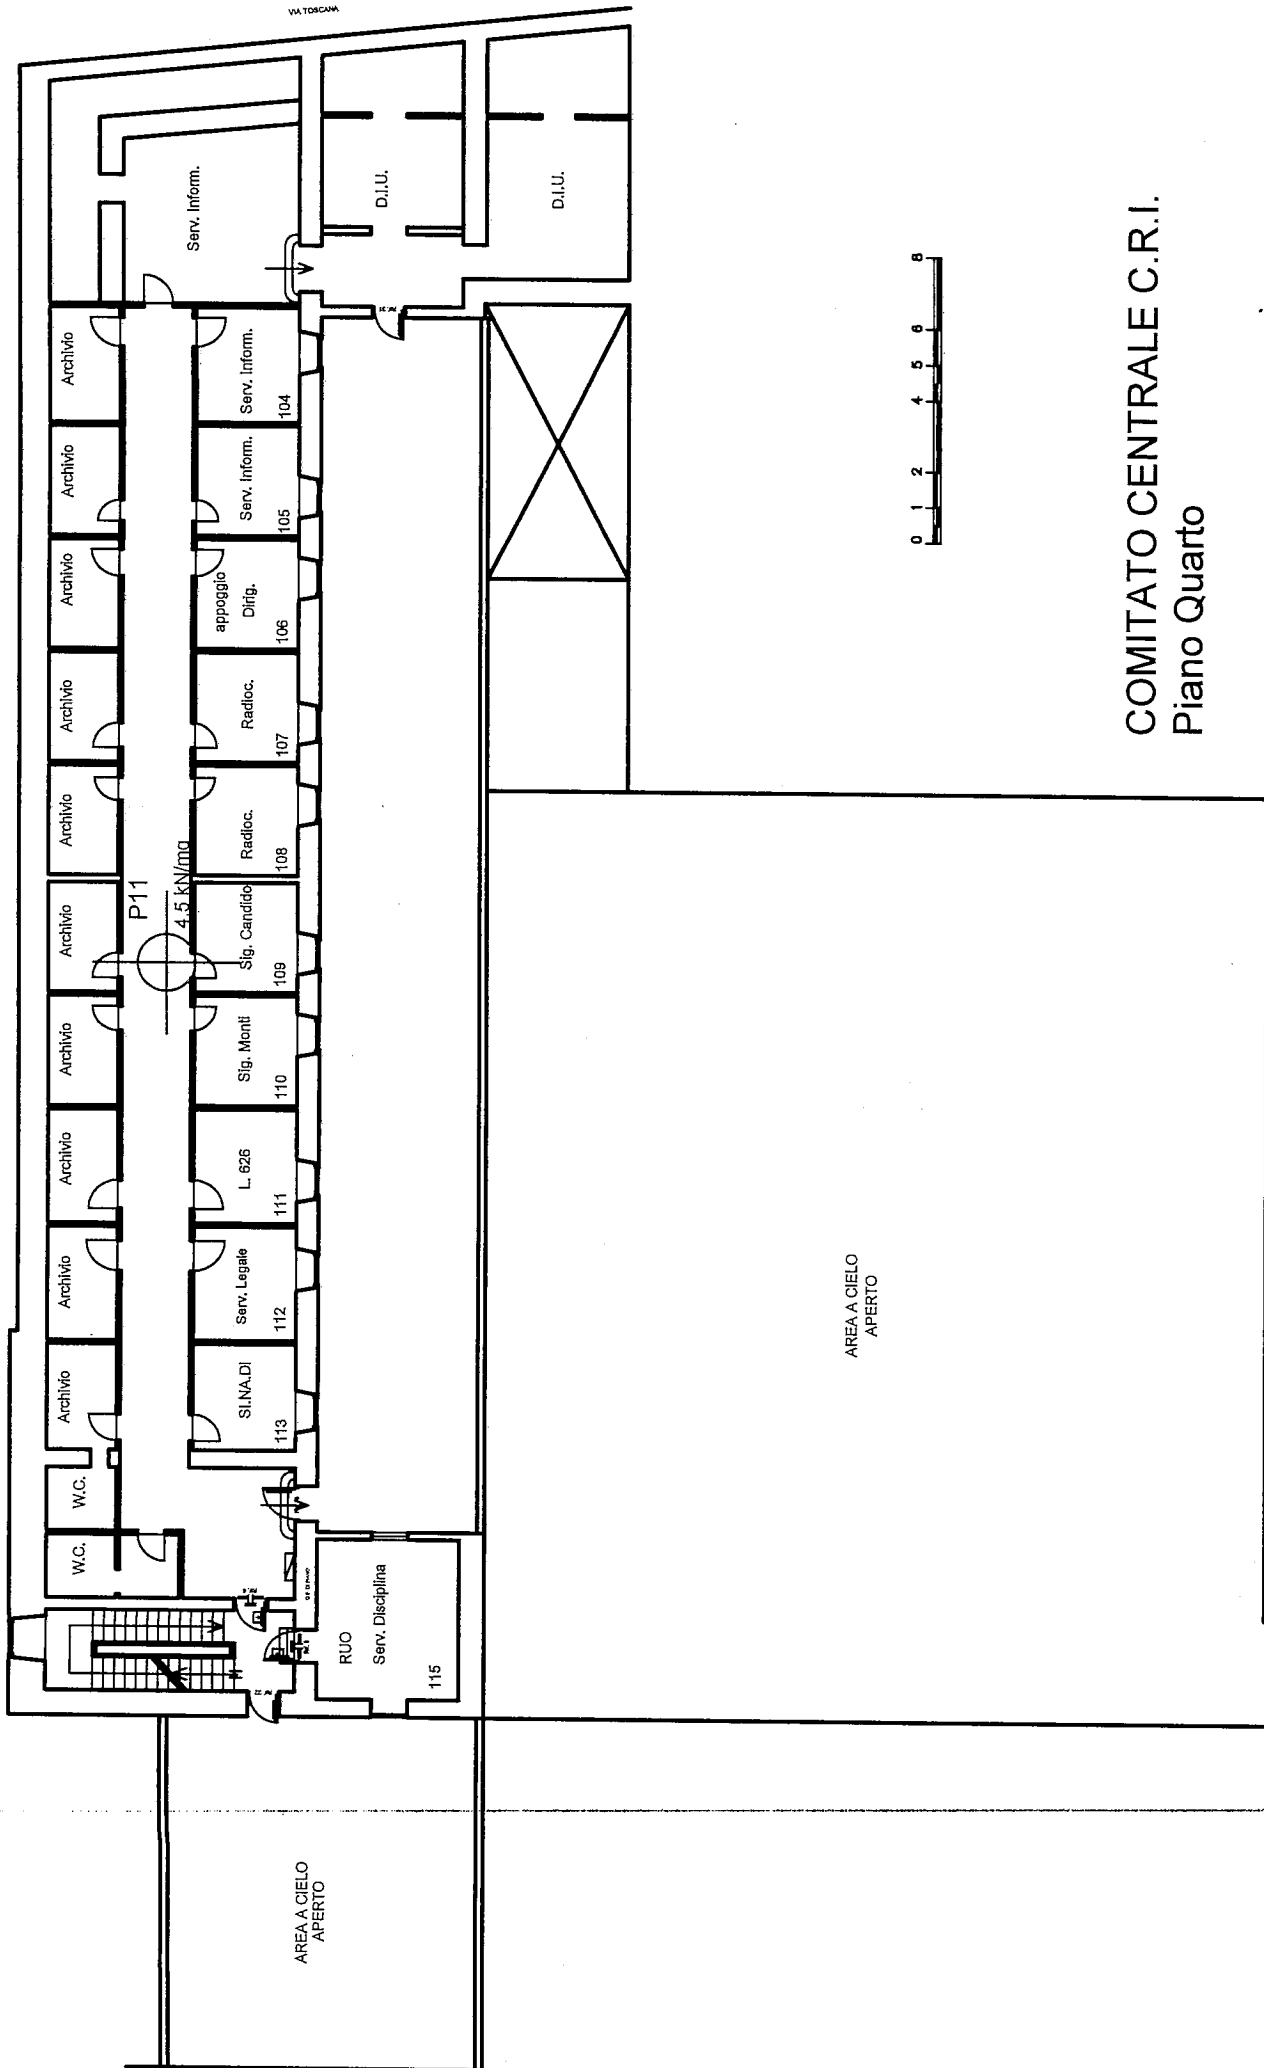 VIA TOSCANA
Serv. Inform.
D.I.U.
D.I.U.
Archivio
Archivio
Archivio
Archivio
Archivio
Archivio
Archivio
Archivio
Archivio
Archivio
Serv. Inform.
104
Serv. Inform.
105
appoggio
Dirig.
106
Radioc.
107
Radioc.
108
P11
4.5 kN/mq
Sig. Candido
109
Sig. Monti
110
L. 626
111
Serv. Legale
112
SI.NA.DI
113
W.C.
W.C.
RUO
Serv. Disciplina
115
AREA A CIELO
APERTO
AREA A CIELO
APERTO
0 1 2 4 5 6 8
COMITATO CENTRALE C.R.I.
Piano Quarto